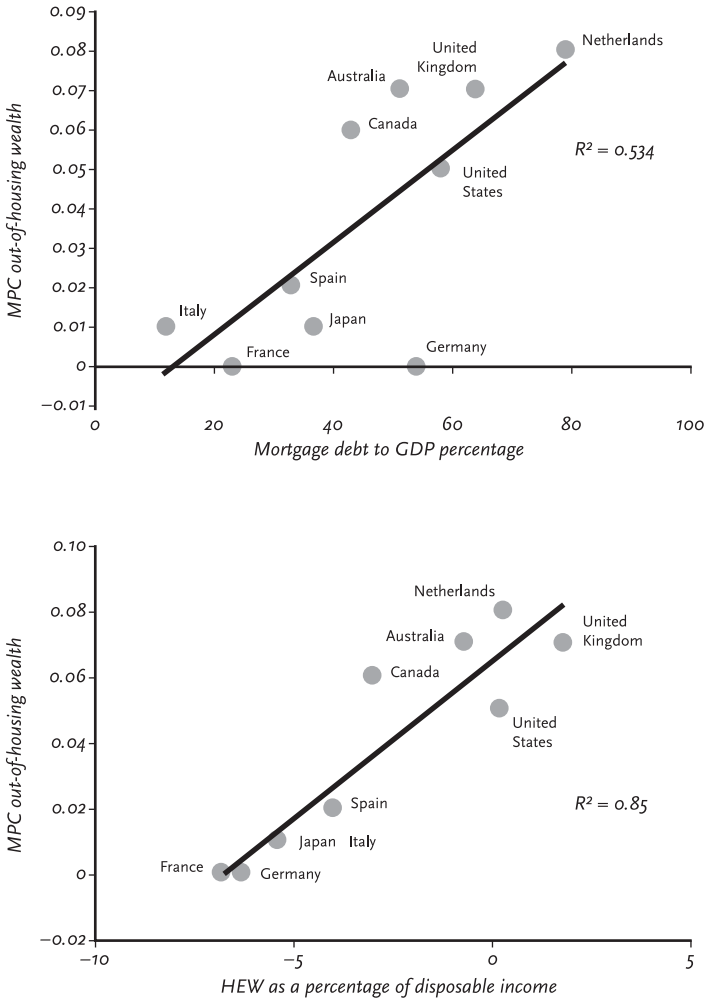 0.09
0.08
0.07
0.06
0.05
0.04
0.03
0.02
0.01
0
−0.01
MPC out-of-housing wealth
Netherlands
United
Kingdom
Australia
Canada
R² = 0.534
United
States
Spain
Italy
Japan
France
Germany
0
20
40
60
80
100
Mortgage debt to GDP percentage
0.10
0.08
0.06
0.04
0.02
0
−0.02
MPC out-of-housing wealth
Netherlands
United
Kingdom
Australia
Canada
United
States
Spain
R² = 0.85
Japan Italy
France
Germany
−10
−5
0
5
HEW as a percentage of disposable income